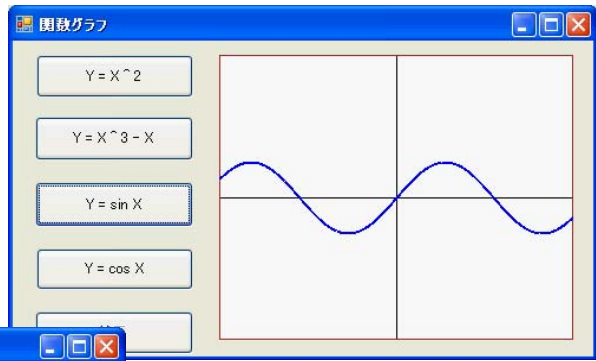 関数グラフ
Y = X ^ 2
Y = X ^ 3 - X
Y = sin X
Y = cos X